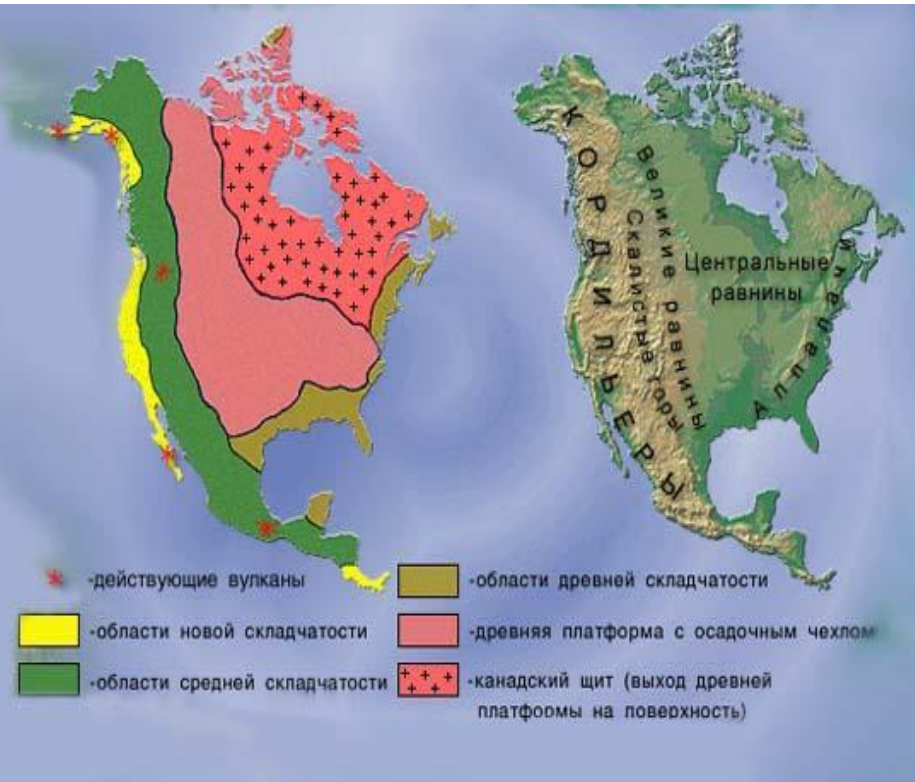 КОРДИЛЬЕРЫ
Великие равнины
Скалистые горы
Центральные
равнины
Аппалачи
-действующие вулканы
-области новой складчатости
-области средней складчатости
-области древней складчатости
-древняя платформа с осадочным чехлом
-канадский щит (выход древней
платформы на поверхность)